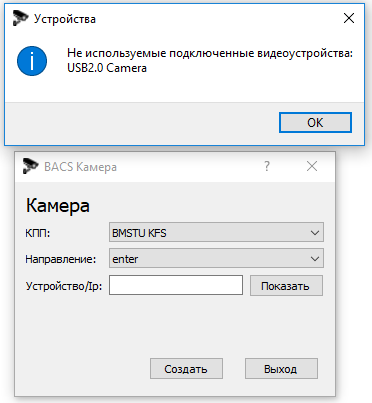 Устройства
Не используемые подключенные видеоустройства:
USB2.0 Camera
OK
BACS Камера
?
Камера
КПП:
BMSTU KFS
Направление:
enter
Устройство/Ip:
Показать
Создать
Выход